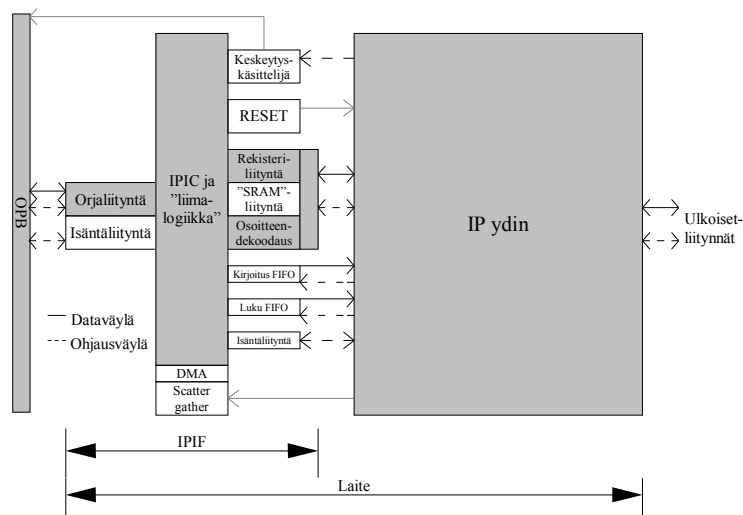 Keskeytys-
käsittelijä
RESET
Rekisteri-
liityntä
"SRAM"-
liityntä
Osoitteen-
dekoodaus
IPIC ja
"liima-
logiikka"
OPB
Orjaliityntä
Isäntäliityntä
IP ydin
Ulkoiset-
liitynnät
Kirjoitus FIFO
Luku FIFO
Isäntäliityntä
Dataväylä
Ohjausväylä
DMA
Scatter
gather
IPIF
Laite